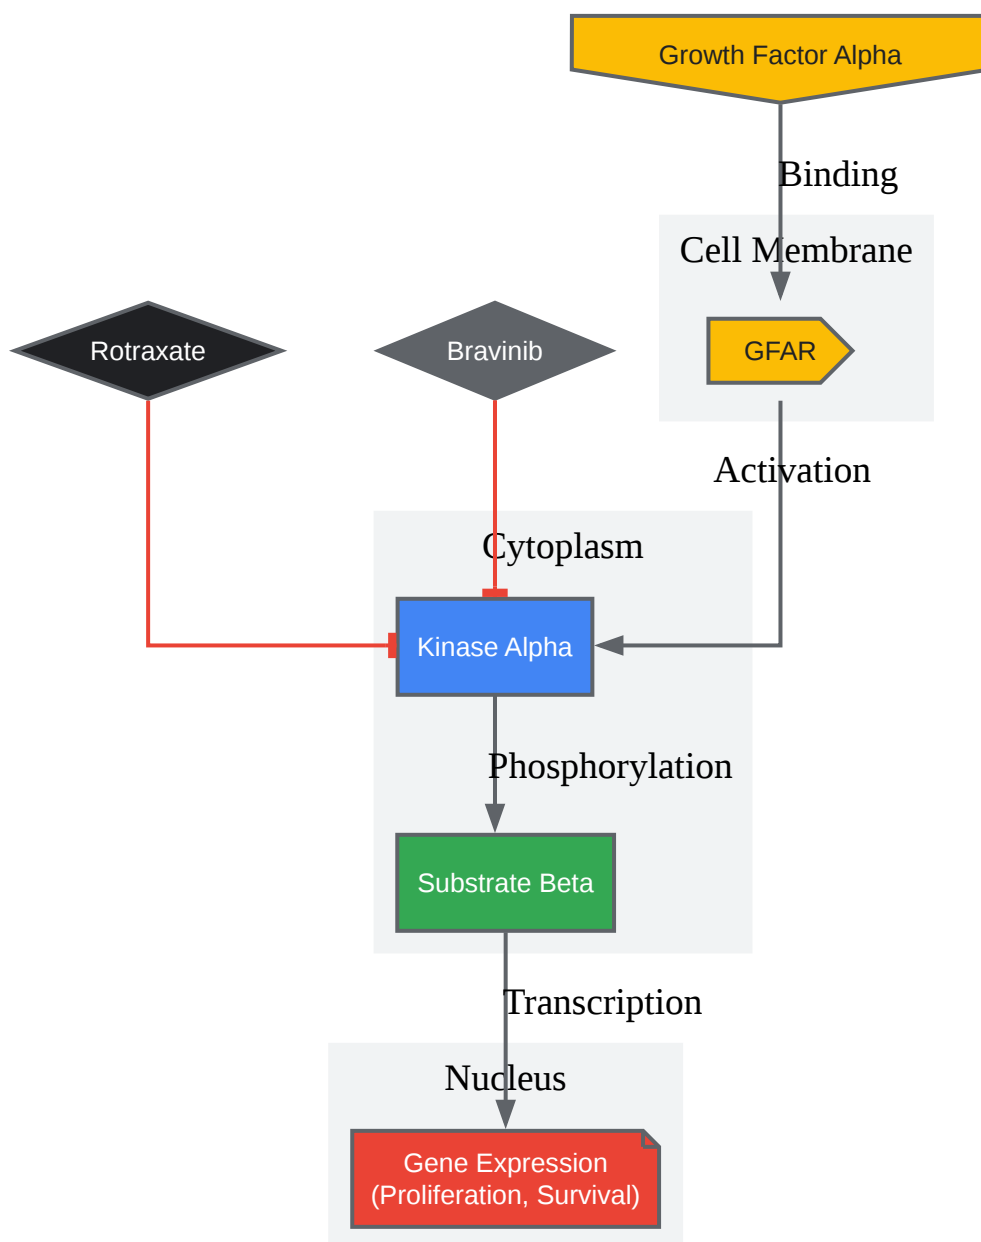 Growth Factor Alpha
Binding
Cell Membrane
Rotraxate
Bravinib
GFAR
Activation
Cytoplasm
Kinase Alpha
Phosphorylation
Substrate Beta
Transcription
Nucleus
Gene Expression
(Proliferation, Survival)